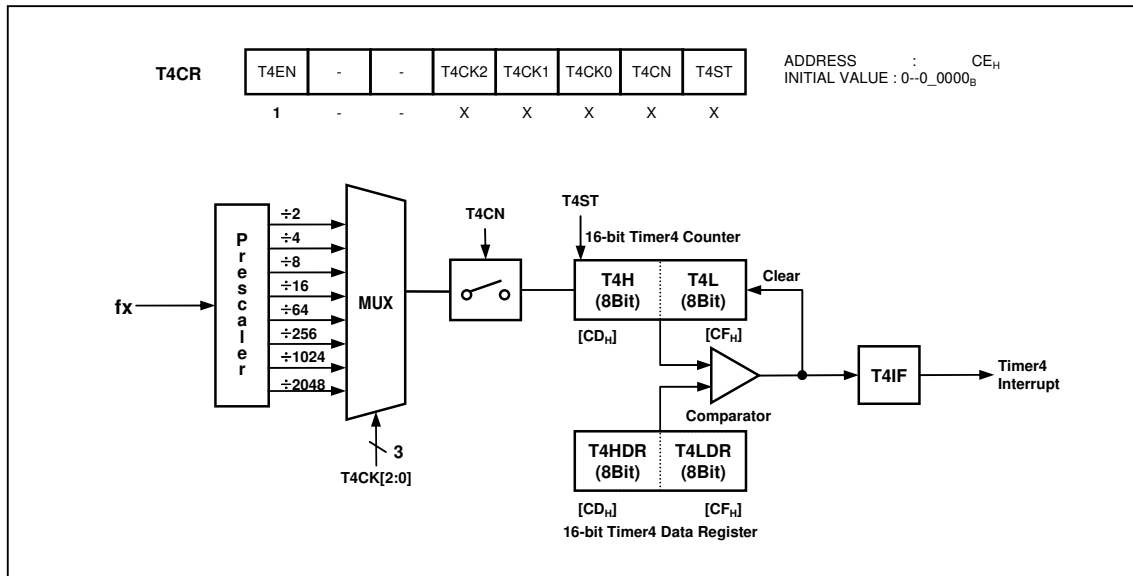 T4CR T4EN - - T4CK2 T4CK1 T4CK0 T4CN T4ST
ADDRESS : CEH
INITIAL VALUE : 0--0_0000B
1 - - X X X X X
fx
Prescaler
÷2
÷4
÷8
÷16
÷64
÷256
÷1024
÷2048
MUX
3
T4CK[2:0]
T4CN
T4ST
16-bit Timer4 Counter
T4H
(8Bit)
T4L
(8Bit)
Clear
[CDH] [CFH]
Comparator
T4IF
Timer4
Interrupt
T4HDR
(8Bit)
T4LDR
(8Bit)
[CDH] [CFH]
16-bit Timer4 Data Register